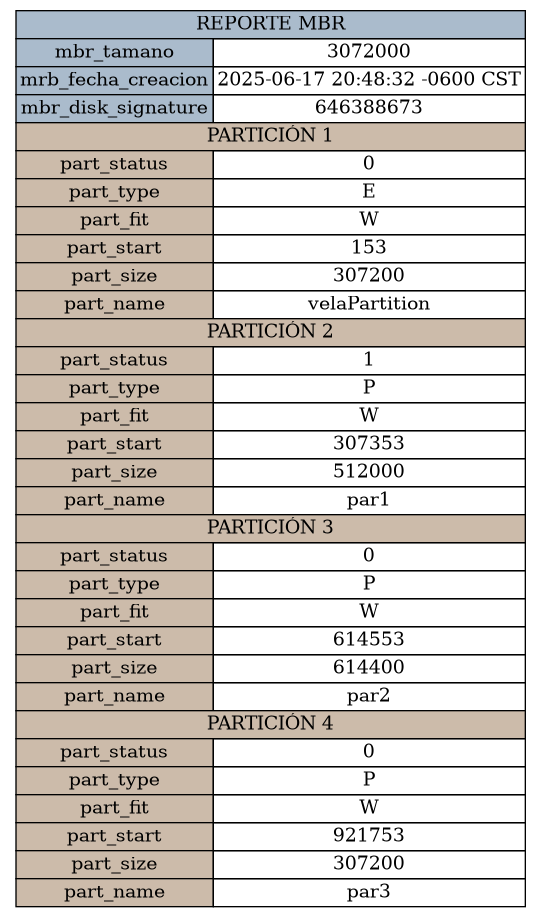 REPORTE MBR
mbr_tamano 3072000
mrb_fecha_creacion 2025-06-17 20:48:32 -0600 CST
mbr_disk_signature 646388673
PARTICIÓN 1
part_status 0
part_type E
part_fit W
part_start 153
part_size 307200
part_name velaPartition
PARTICIÓN 2
part_status 1
part_type P
part_fit W
part_start 307353
part_size 512000
part_name par1
PARTICIÓN 3
part_status 0
part_type P
part_fit W
part_start 614553
part_size 614400
part_name par2
PARTICIÓN 4
part_status 0
part_type P
part_fit W
part_start 921753
part_size 307200
part_name par3